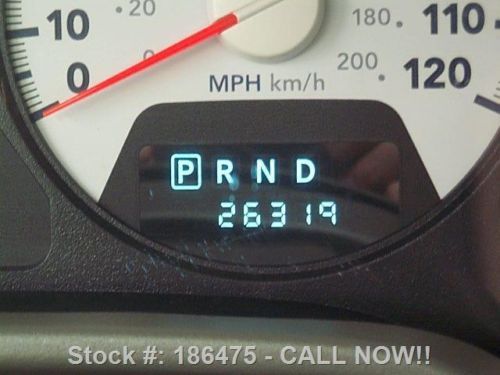 10 20 180. 110
0 200. 120
MPH km/h
P R N D
26319
Stock #: 186475 - CALL NOW!!